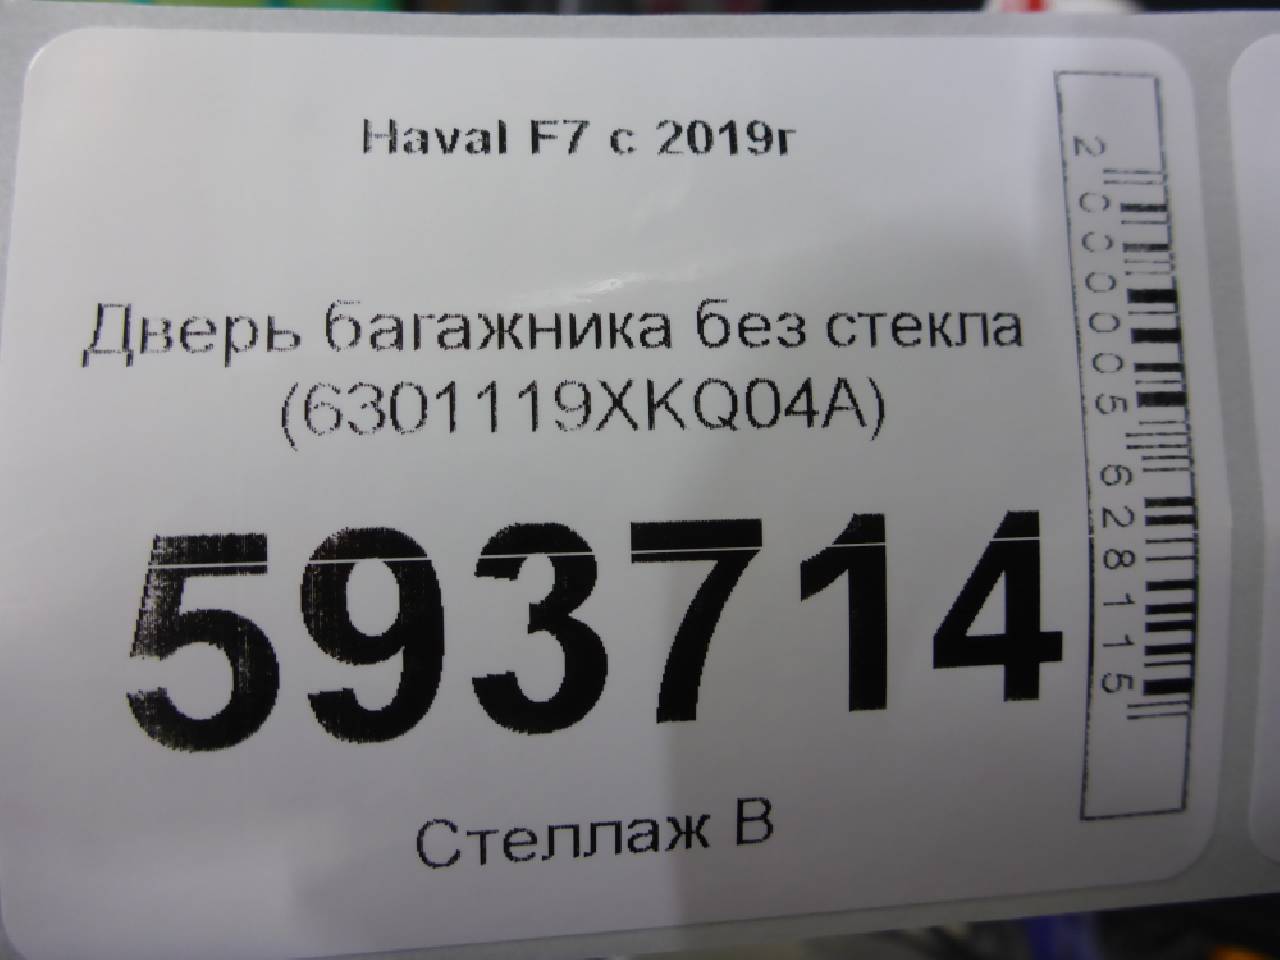 Haval F7 с 2019г
Дверь багажника без стекла
(6301119XKQ04A)
593714
Стеллаж В
2000005628115